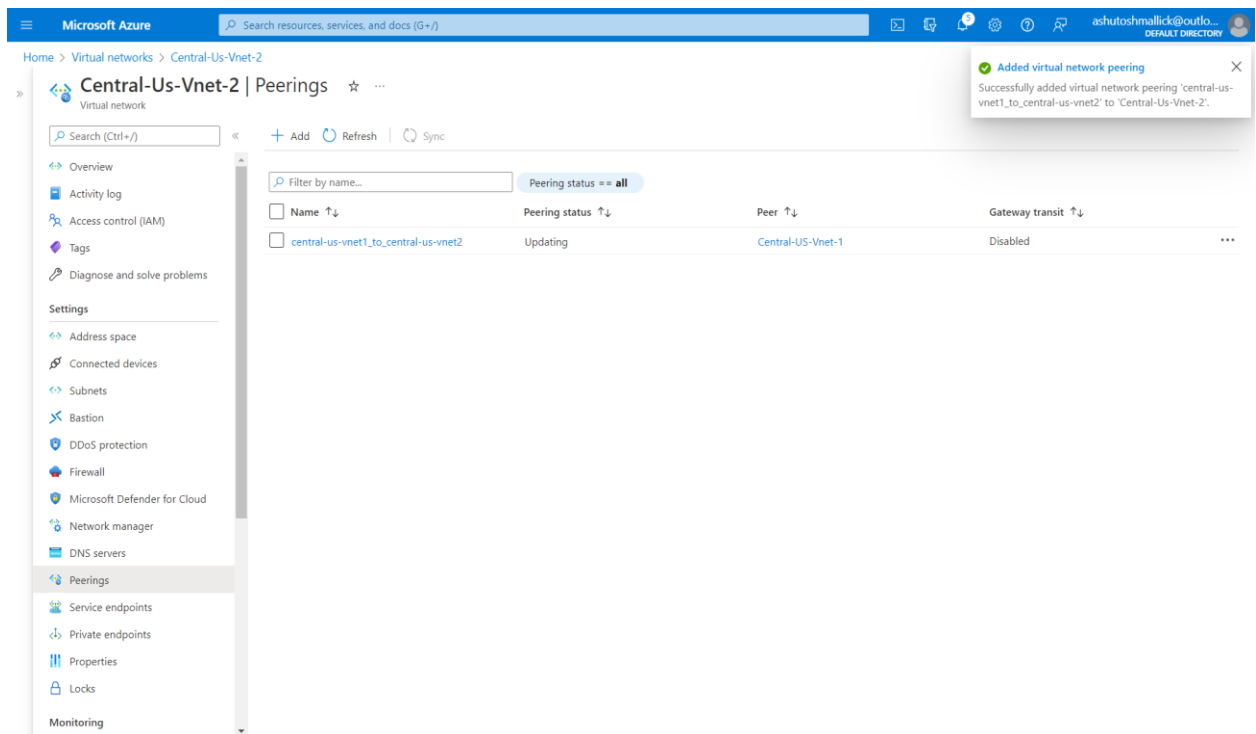 Microsoft Azure
Search resources, services, and docs (G+/)
5
ashutoshmallick@outlo...
DEFAULT DIRECTORY
Home > Virtual networks > Central-Us-Vnet-2
Central-Us-Vnet-2 | Peerings
Virtual network
Added virtual network peering
Successfully added virtual network peering 'central-us-
vnet1_to_central-us-vnet2' to 'Central-Us-Vnet-2'.
Search (Ctrl+/)
Add Refresh Sync
Overview
Activity log
Access control (IAM)
Tags
Diagnose and solve problems
Settings
Address space
Connected devices
Subnets
Bastion
DDoS protection
Firewall
Microsoft Defender for Cloud
Network manager
DNS servers
Peerings
Service endpoints
Private endpoints
Properties
Locks
Monitoring
Filter by name...
Peering status == all
Name Peering status Peer Gateway transit
central-us-vnet1_to_central-us-vnet2 Updating Central-US-Vnet-1 Disabled